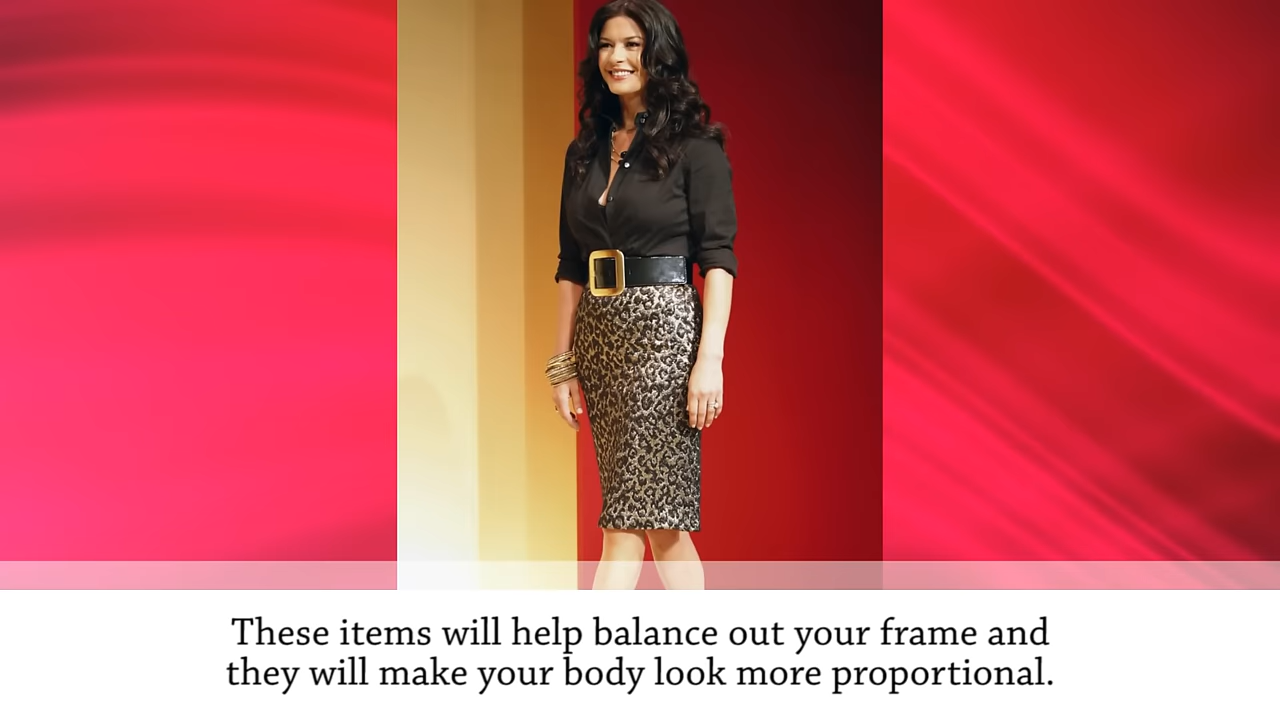 These items will help balance out your frame and
they will make your body look more proportional.